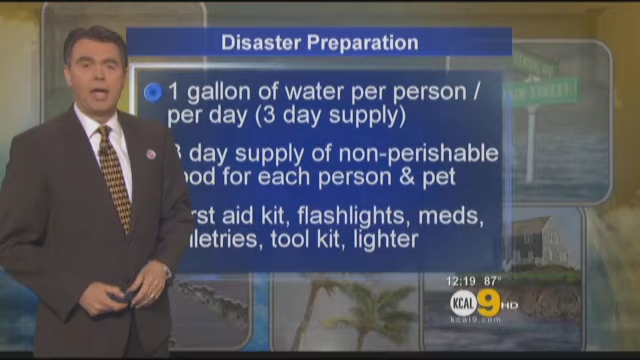 Disaster Preparation
1 gallon of water per person /
per day (3 day supply)
3 day supply of non-perishable
food for each person & pet
First aid kit, flashlights, meds,
tool kit, lighter
12:19 87°
KCAL 9 HD
kcal9.com